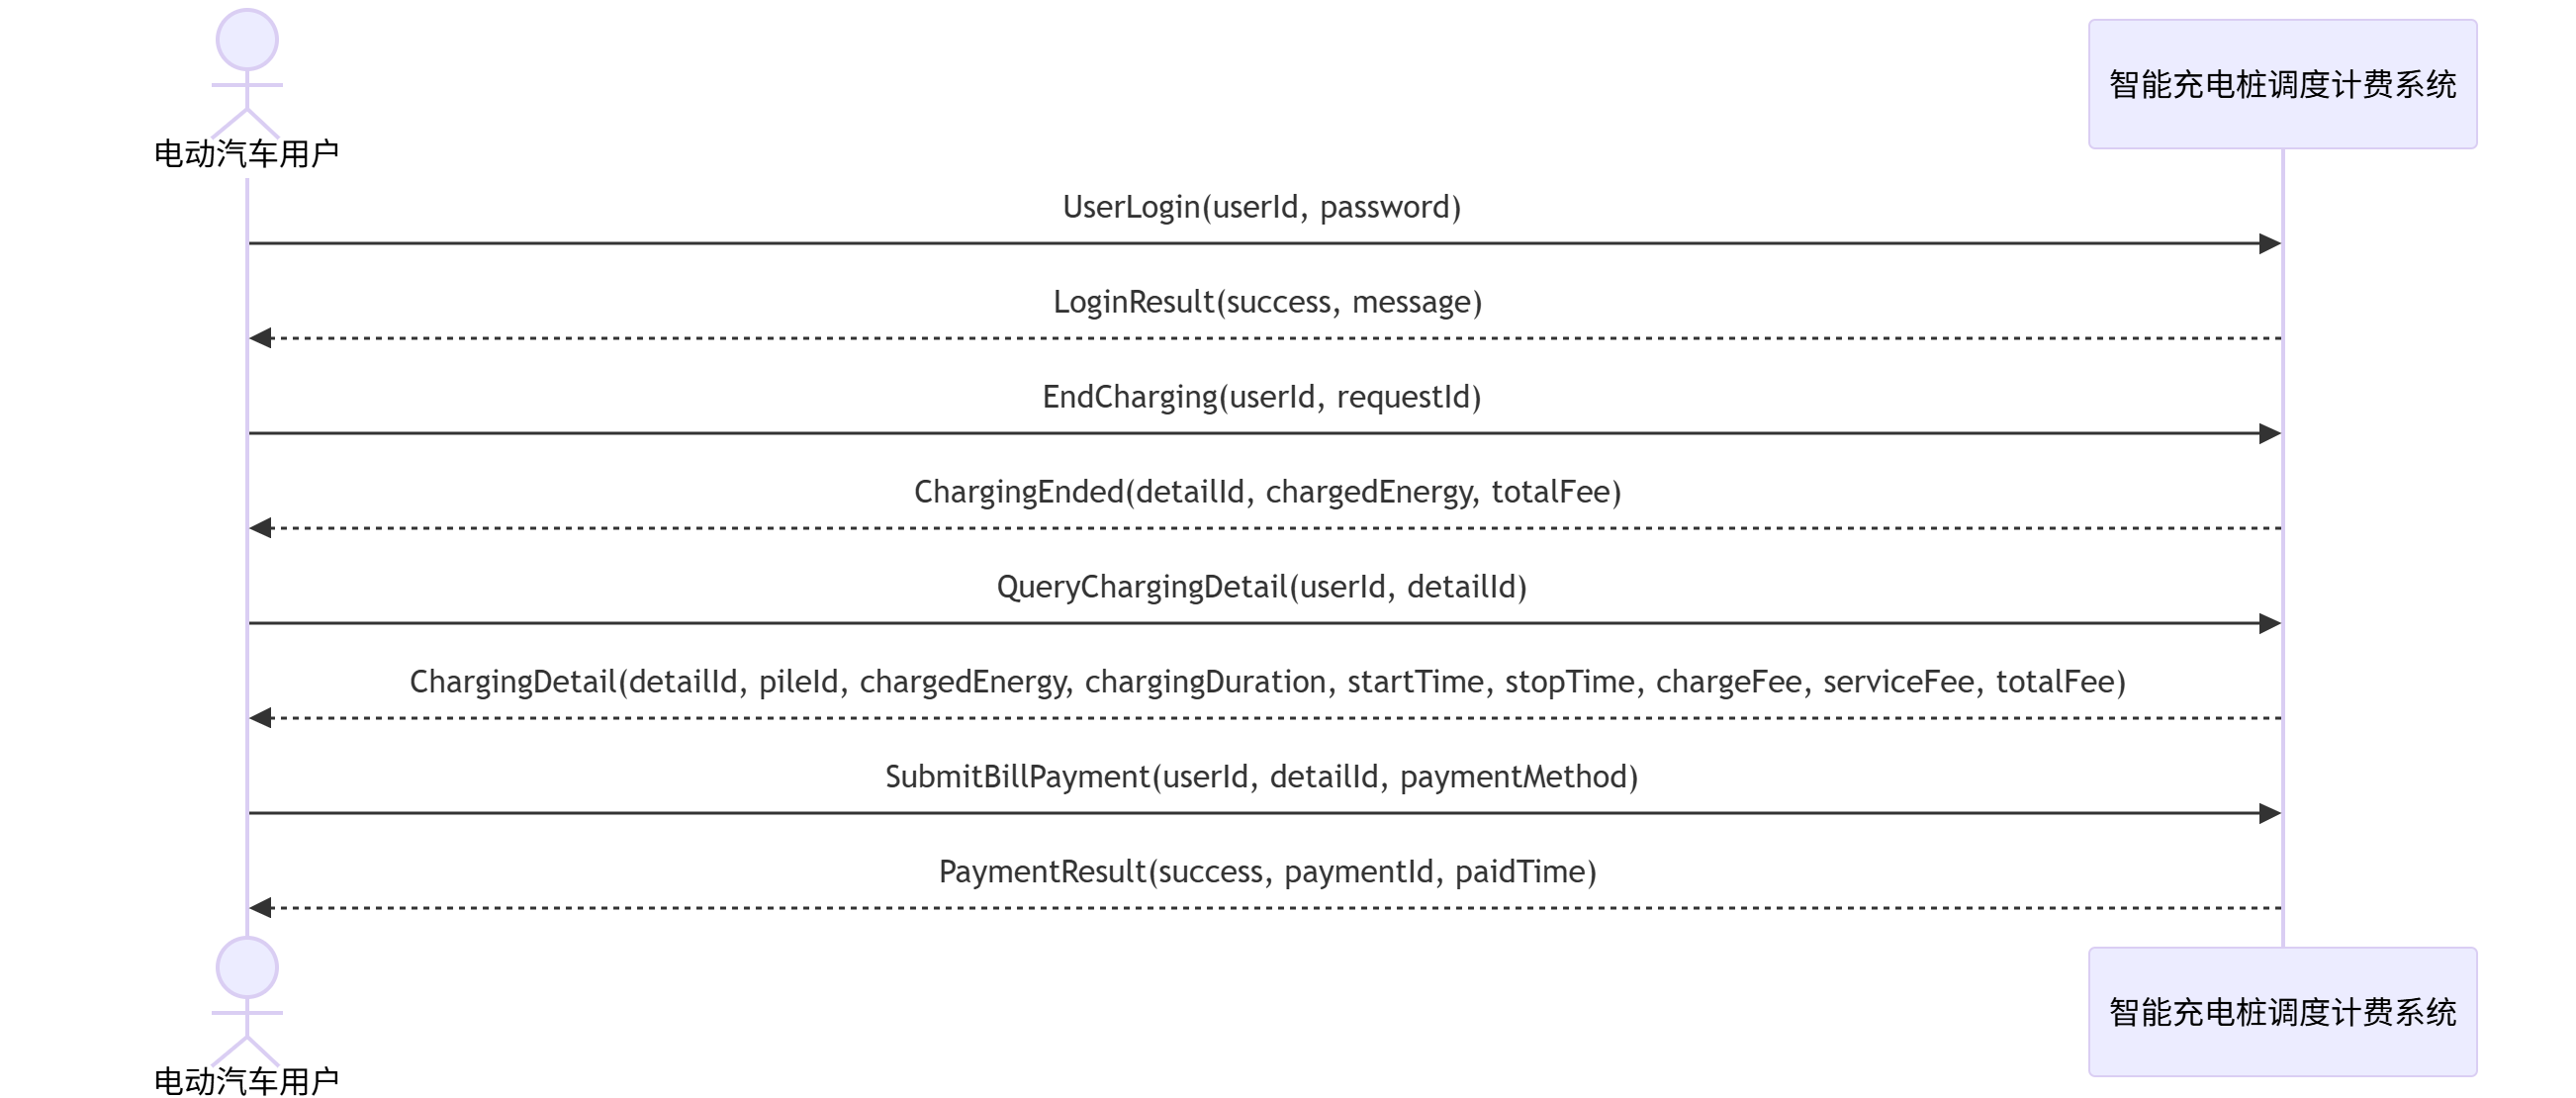 智能充电桩调度计费系统
电动汽车用户
UserLogin(userId, password)
LoginResult(success, message)
EndCharging(userId, requestId)
ChargingEnded(detailId, chargedEnergy, totalFee)
QueryChargingDetail(userId, detailId)
ChargingDetail(detailId, pileId, chargedEnergy, chargingDuration, startTime, stopTime, chargeFee, serviceFee, totalFee)
SubmitBillPayment(userId, detailId, paymentMethod)
PaymentResult(success, paymentId, paidTime)
智能充电桩调度计费系统
电动汽车用户